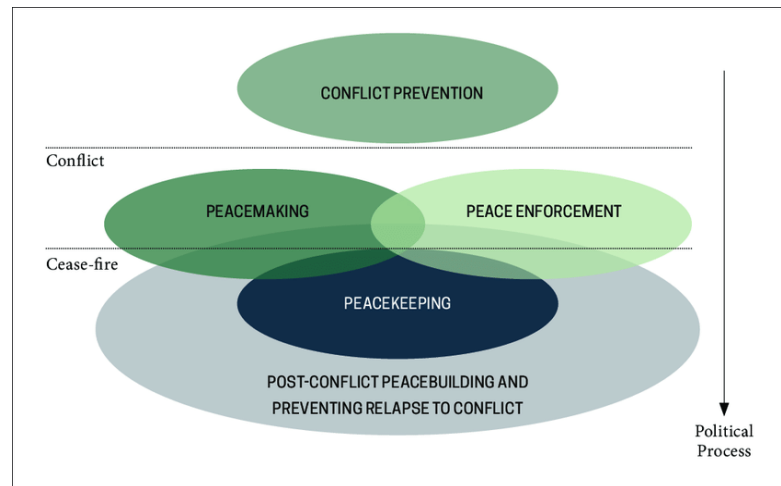 CONFLICT PREVENTION
Conflict
PEACEMAKING
PEACE ENFORCEMENT
Cease-fire
PEACEKEEPING
POST-CONFLICT PEACEBUILDING AND
PREVENTING RELAPSE TO CONFLICT
Political
Process